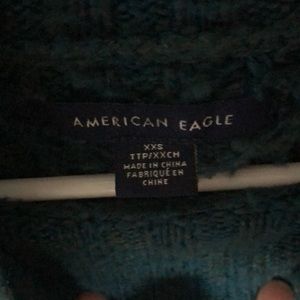 AMERICAN EAGLE
XXS
TTP/XXCH
MADE IN CHINA
FABRIQUÉ EN
CHINE